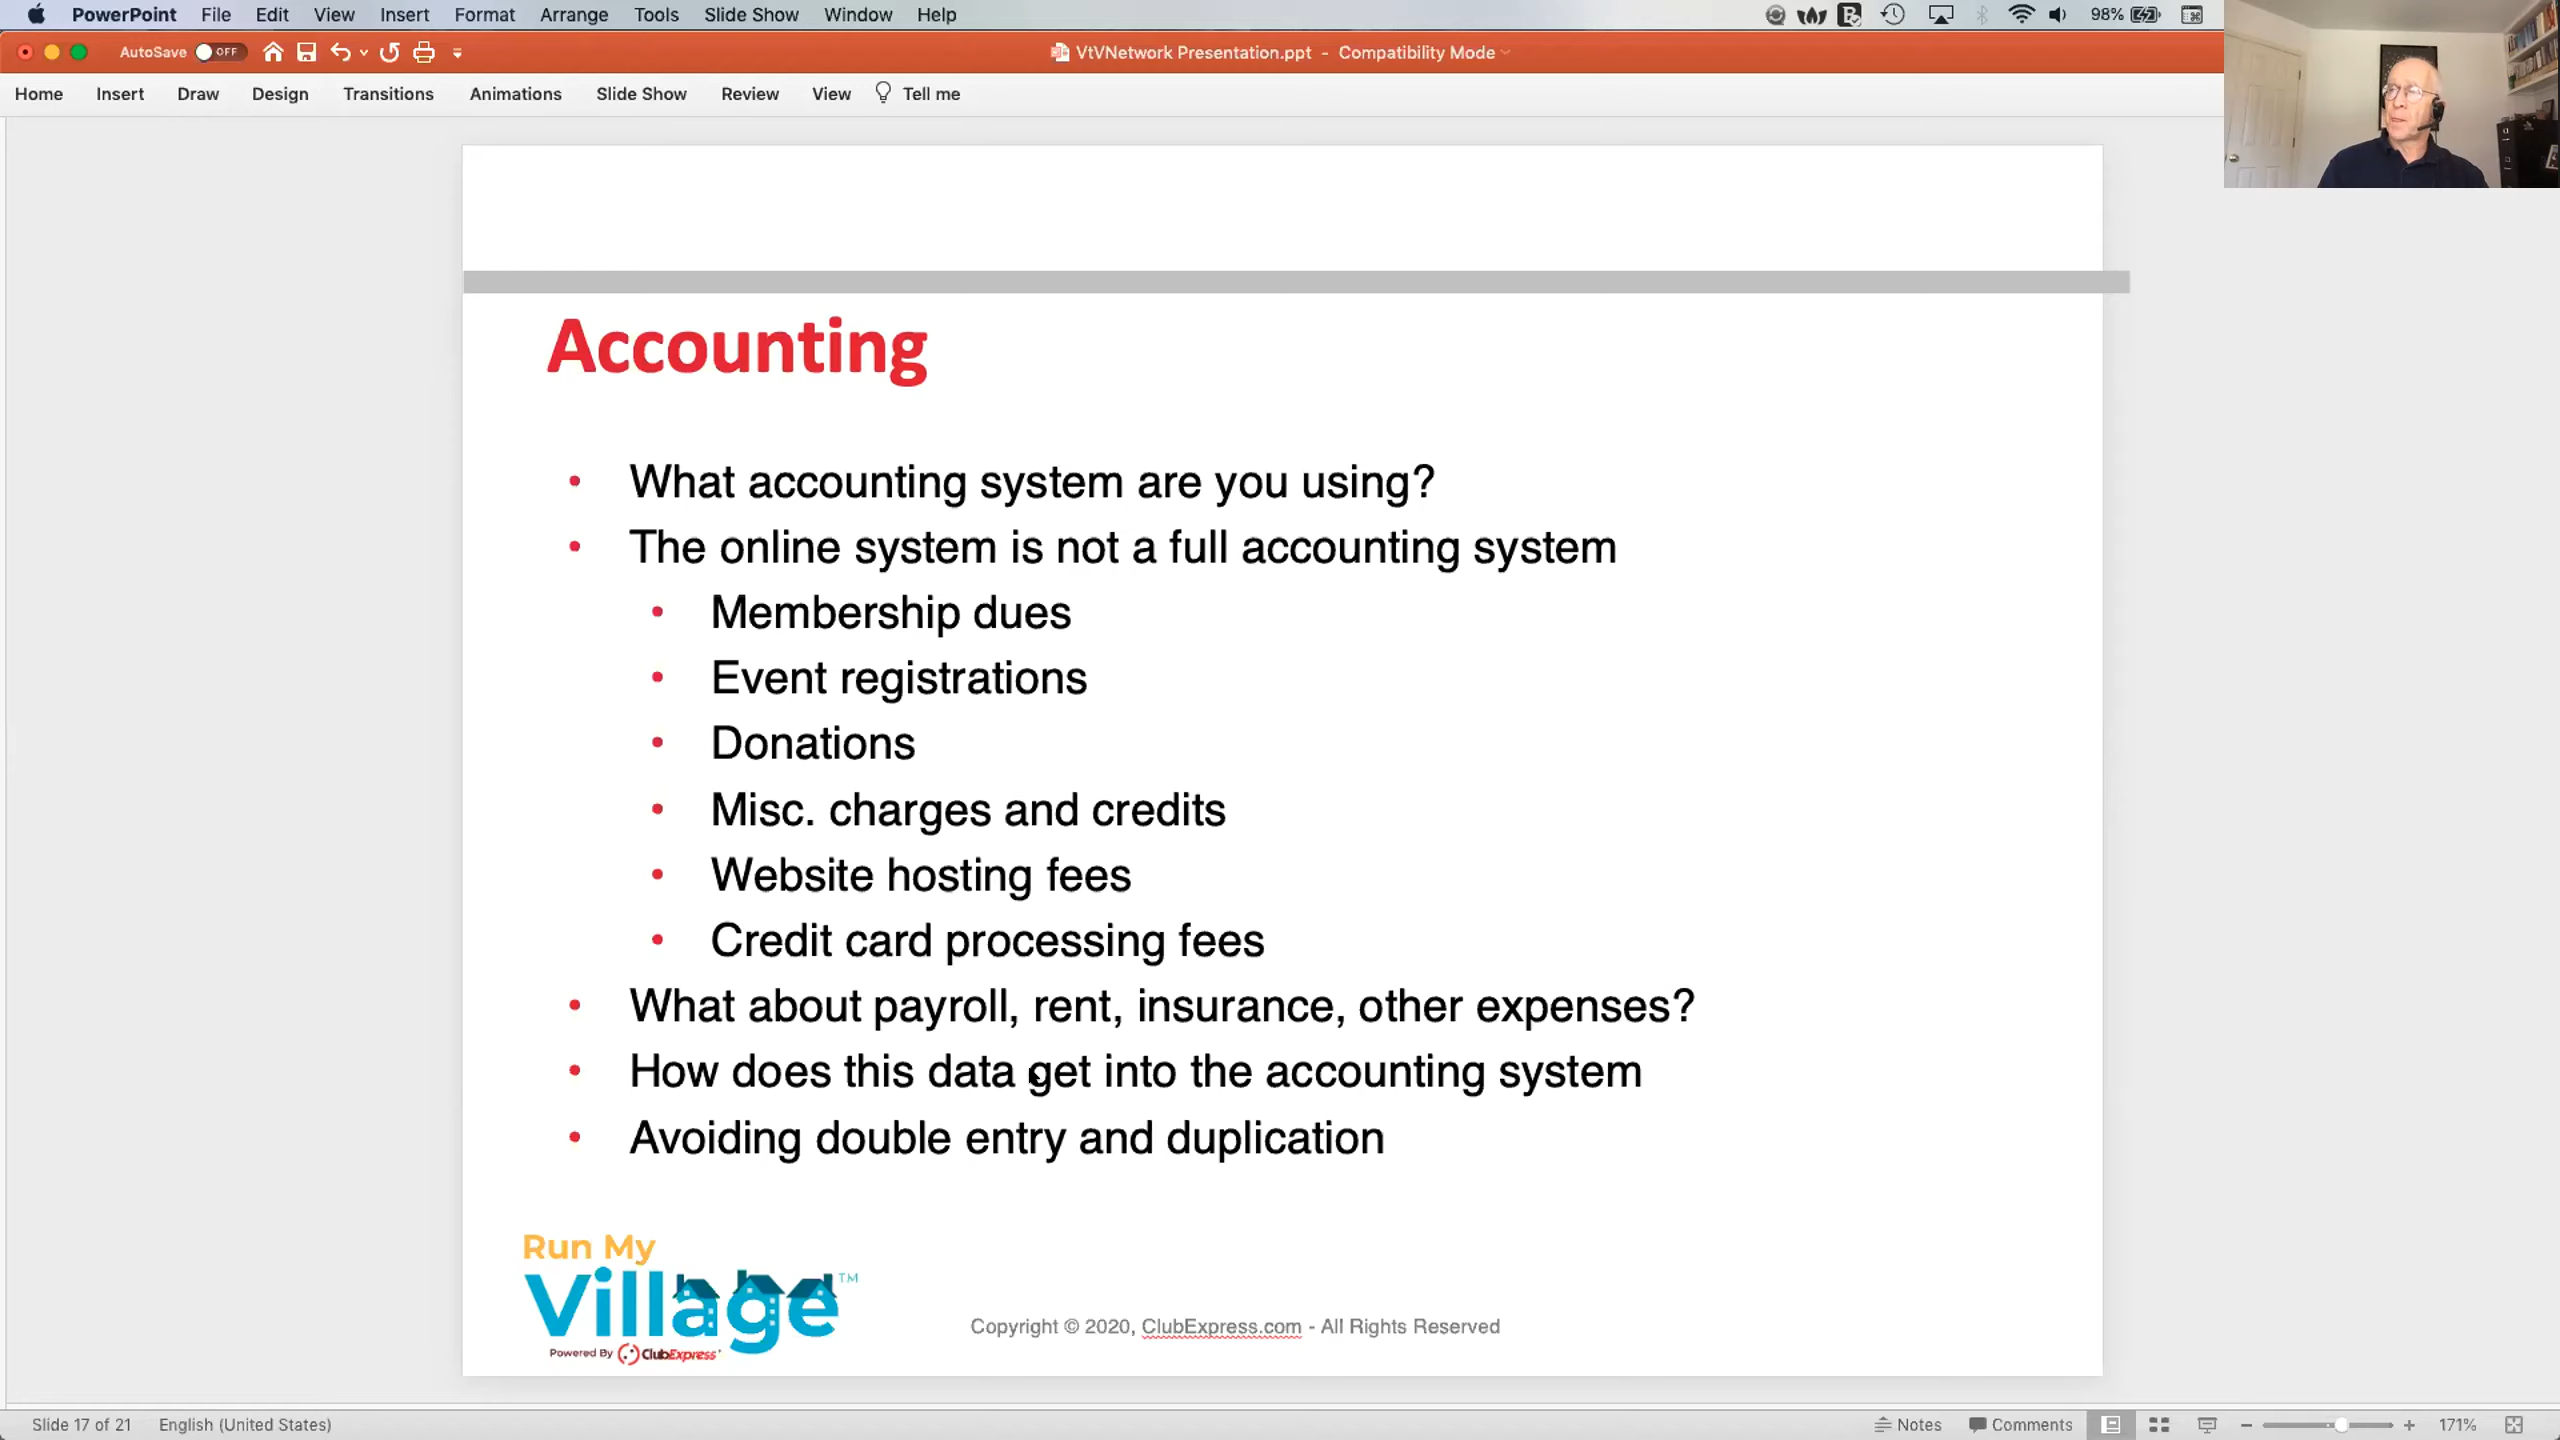 PowerPoint File Edit View Insert Format Arrange Tools Slide Show Window Help 98%
AutoSave OFF VtVNetwork Presentation.ppt - Compatibility Mode
Home Insert Draw Design Transitions Animations Slide Show Review View Tell me
Accounting
• What accounting system are you using?
• The online system is not a full accounting system
• Membership dues
• Event registrations
• Donations
• Misc. charges and credits
• Website hosting fees
• Credit card processing fees
• What about payroll, rent, insurance, other expenses?
• How does this data get into the accounting system
• Avoiding double entry and duplication
Run My
Village™
Powered By ClubExpress
Copyright © 2020, ClubExpress.com - All Rights Reserved
Slide 17 of 21 English (United States) Notes Comments 171%